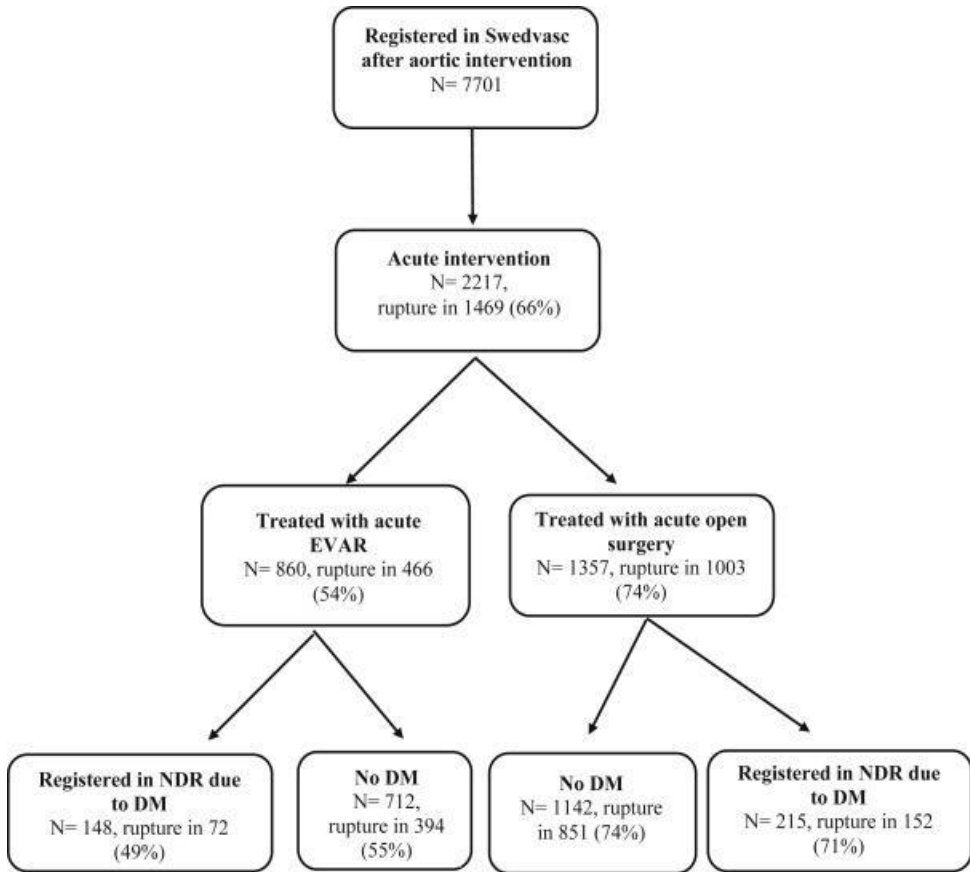 Registered in Swedvasc
after aortic intervention
N= 7701
Acute intervention
N= 2217,
rupture in 1469 (66%)
Treated with acute
EVAR
N= 860, rupture in 466
(54%)
Treated with acute open
surgery
N= 1357, rupture in 1003
(74%)
Registered in NDR due
to DM
N= 148, rupture in 72
(49%)
No DM
N= 712,
rupture in 394
(55%)
No DM
N= 1142, rupture
in 851 (74%)
Registered in NDR due
to DM
N= 215, rupture in 152
(71%)